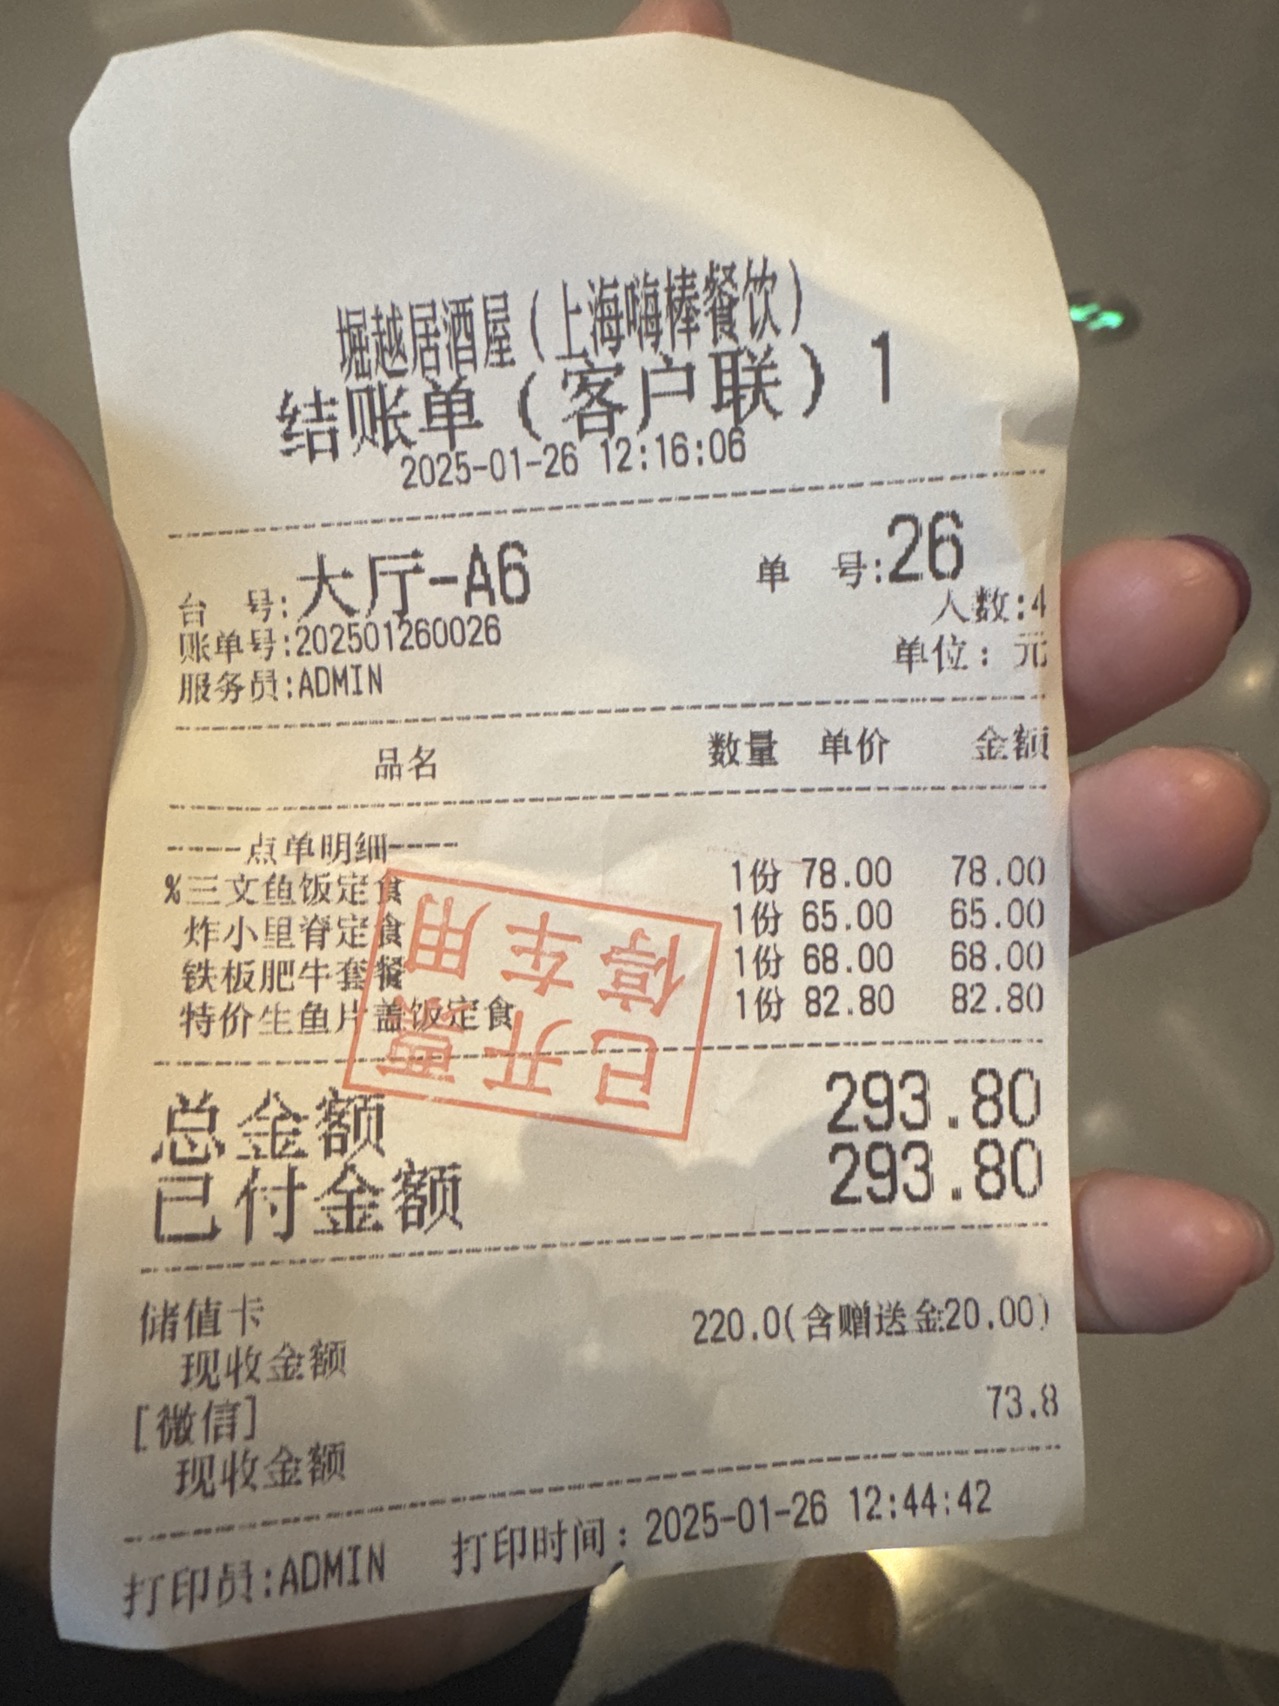 堀越居酒屋(上海嗨棒餐饮)
结账单(客户联)1
2025-01-26 12:16:06
台 号:大厅-A6 单 号:26
账单号:202501260026 人数:4
服务员:ADMIN 单位: 元
品名 数量 单价 金额
----点单明细----
%三文鱼饭定食 1份 78.00 78.00
炸小里脊定食 1份 65.00 65.00
铁板肥牛套餐 1份 68.00 68.00
特价生鱼片盖饭定食 1份 82.80 82.80
已开票
停车用
总金额 293.80
已付金额 293.80
储值卡
现收金额 220.0(含赠送金20.00)
[微信]
现收金额 73.8
打印员:ADMIN 打印时间: 2025-01-26 12:44:42